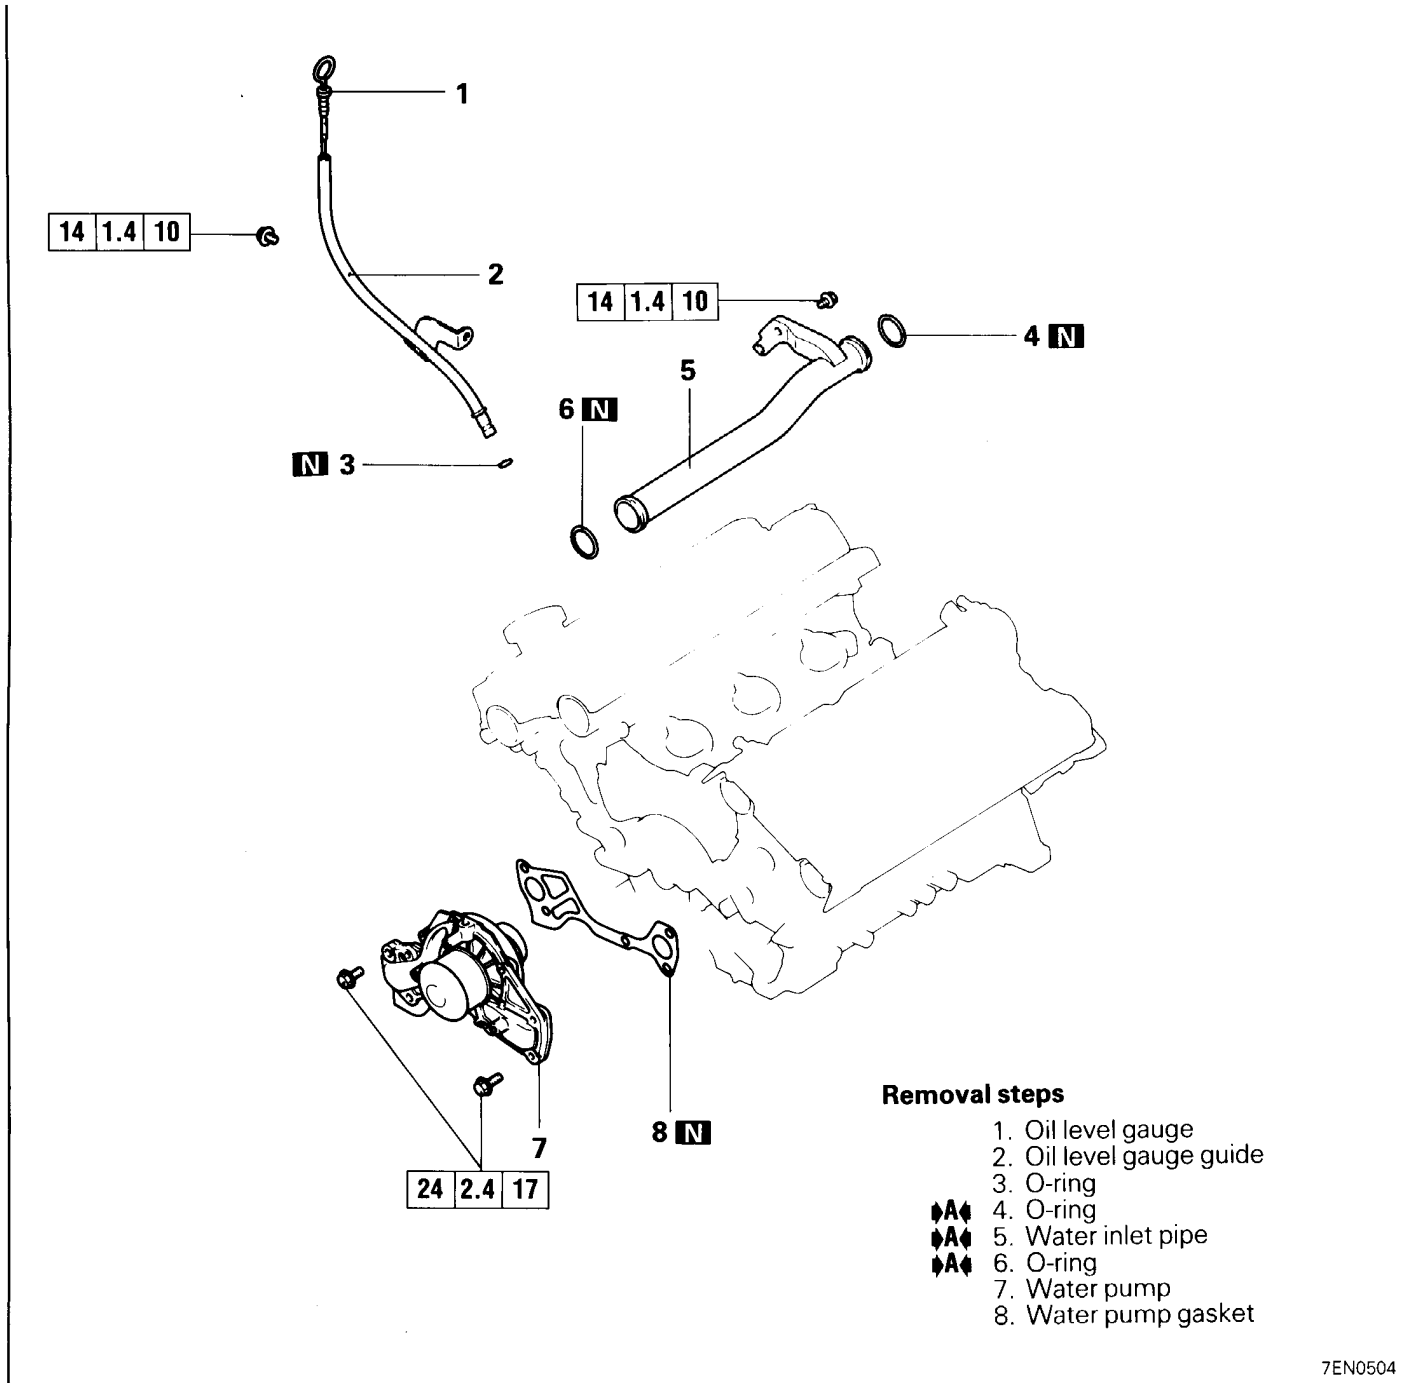 1
14 1.4 10
2
14 1.4 10
4 N
5
6 N
N 3
8 N
7
24 2.4 17
Removal steps
1. Oil level gauge
2. Oil level gauge guide
3. O-ring
A 4. O-ring
A 5. Water inlet pipe
A 6. O-ring
7. Water pump
8. Water pump gasket
7EN0504